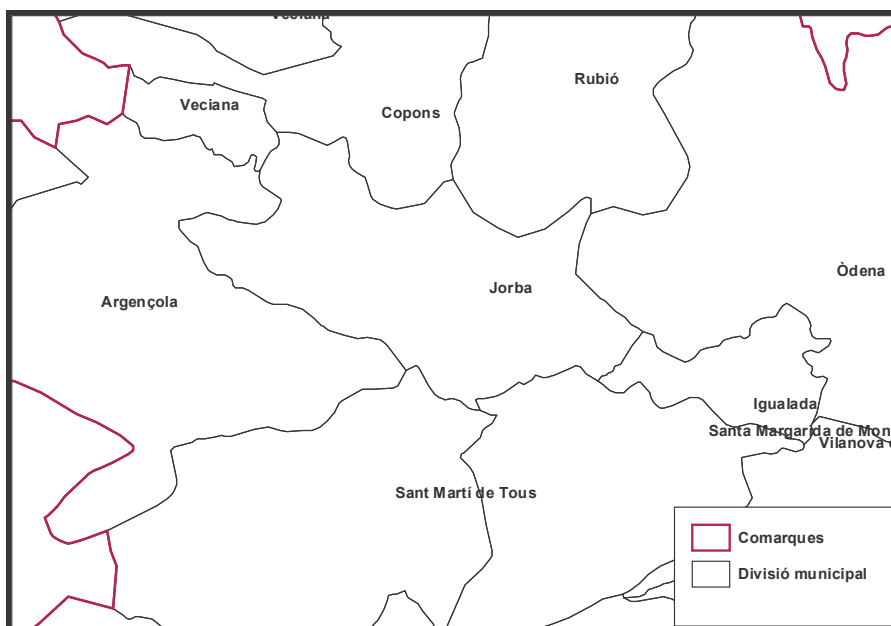 Veciana
Rubió
Veciana
Copons
Òdena
Jorba
Argençola
Igualada
Santa Margarida de Mon
Vilanova
Sant Martí de Tous
Comarques
Divisió municipal